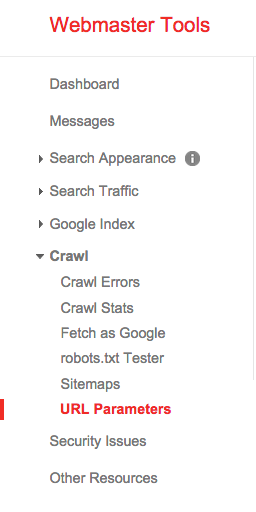 Webmaster Tools
Dashboard
Messages
Search Appearance
Search Traffic
Google Index
Crawl
Crawl Errors
Crawl Stats
Fetch as Google
robots.txt Tester
Sitemaps
URL Parameters
Security Issues
Other Resources